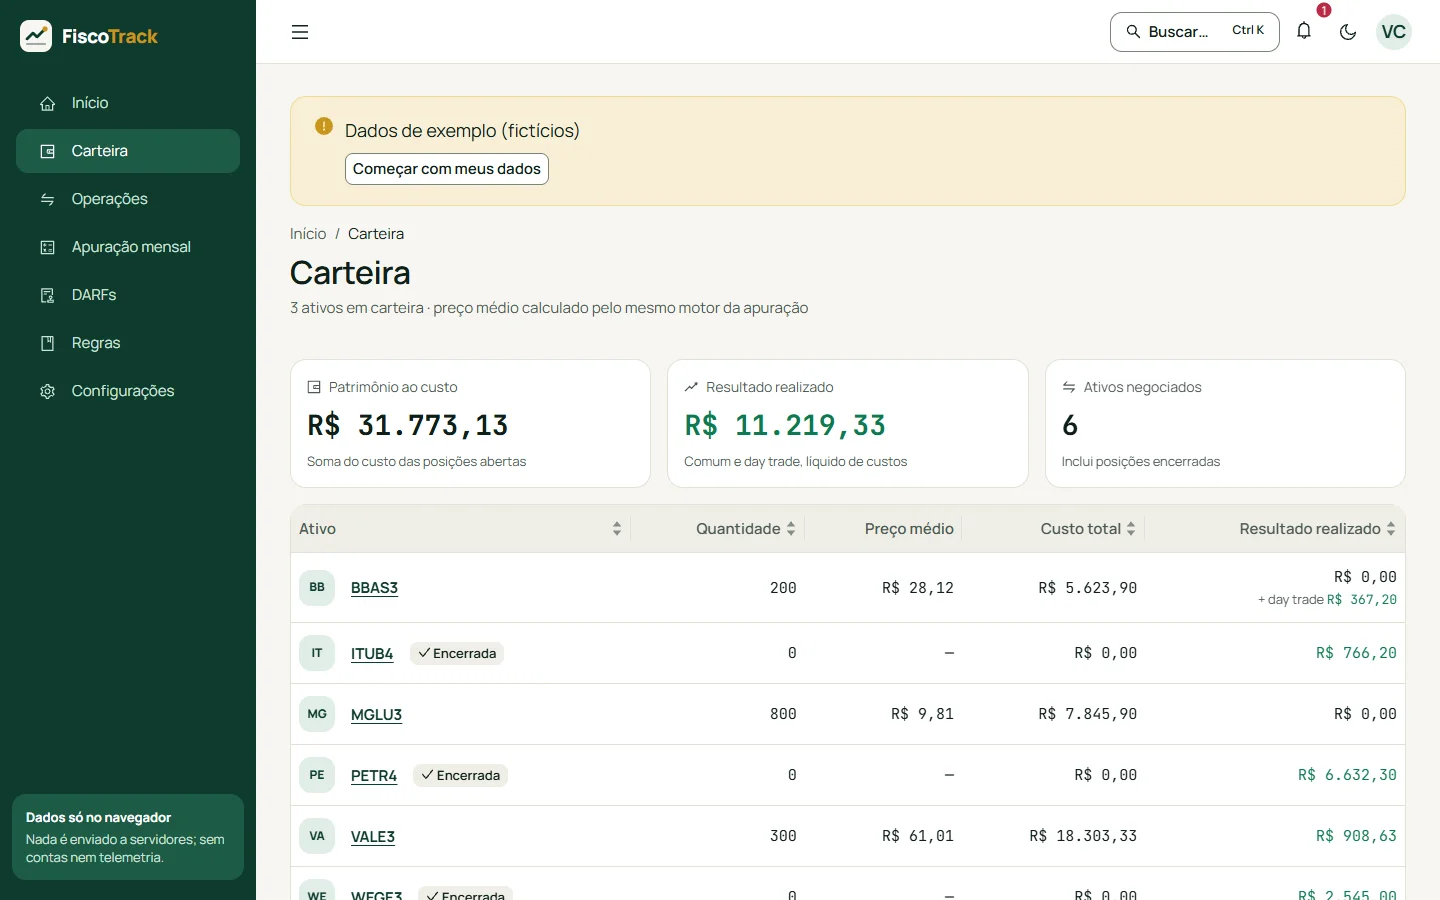 FiscoTrack
Início
Carteira
Operações
Apuração mensal
DARFs
Regras
Configurações
Dados só no navegador
Nada é enviado a servidores; sem
contas nem telemetria.
Buscar... Ctrl K
1
VC
Dados de exemplo (fictícios)
Começar com meus dados
Início / Carteira
Carteira
3 ativos em carteira · preço médio calculado pelo mesmo motor da apuração
Patrimônio ao custo
R$ 31.773,13
Soma do custo das posições abertas
Resultado realizado
R$ 11.219,33
Comum e day trade, líquido de custos
Ativos negociados
6
Inclui posições encerradas
Ativo Quantidade Preço médio Custo total Resultado realizado
BB BBAS3 200 R$ 28,12 R$ 5.623,90 R$ 0,00
+ day trade R$ 367,20
IT ITUB4 Encerrada 0 — R$ 0,00 R$ 766,20
MG MGLU3 800 R$ 9,81 R$ 7.845,90 R$ 0,00
PE PETR4 Encerrada 0 — R$ 0,00 R$ 6.632,30
VA VALE3 300 R$ 61,01 R$ 18.303,33 R$ 908,63
WE WEGE3 Encerrada 0 — R$ 0,00 R$ 2.545,00